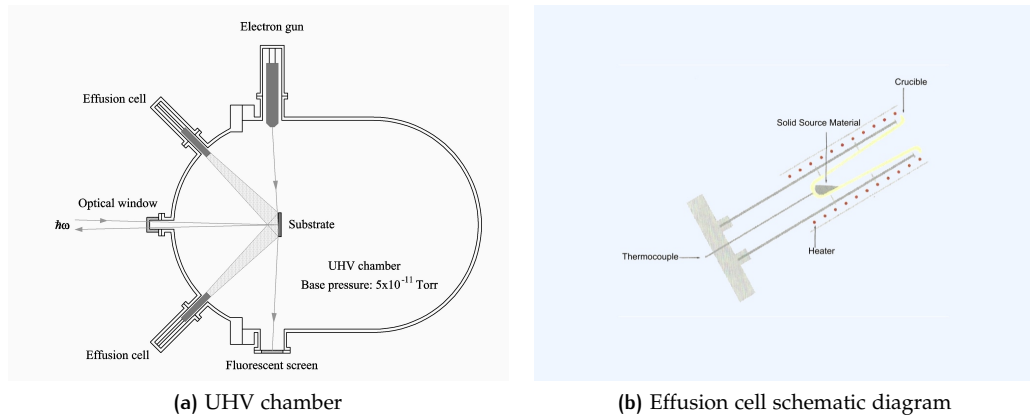 Electron gun
Effusion cell
Optical window
ħω
Substrate
UHV chamber
Base pressure: 5x10⁻¹¹ Torr
Effusion cell
Fluorescent screen
(a) UHV chamber
Crucible
Solid Source Material
Heater
Thermocouple
(b) Effusion cell schematic diagram